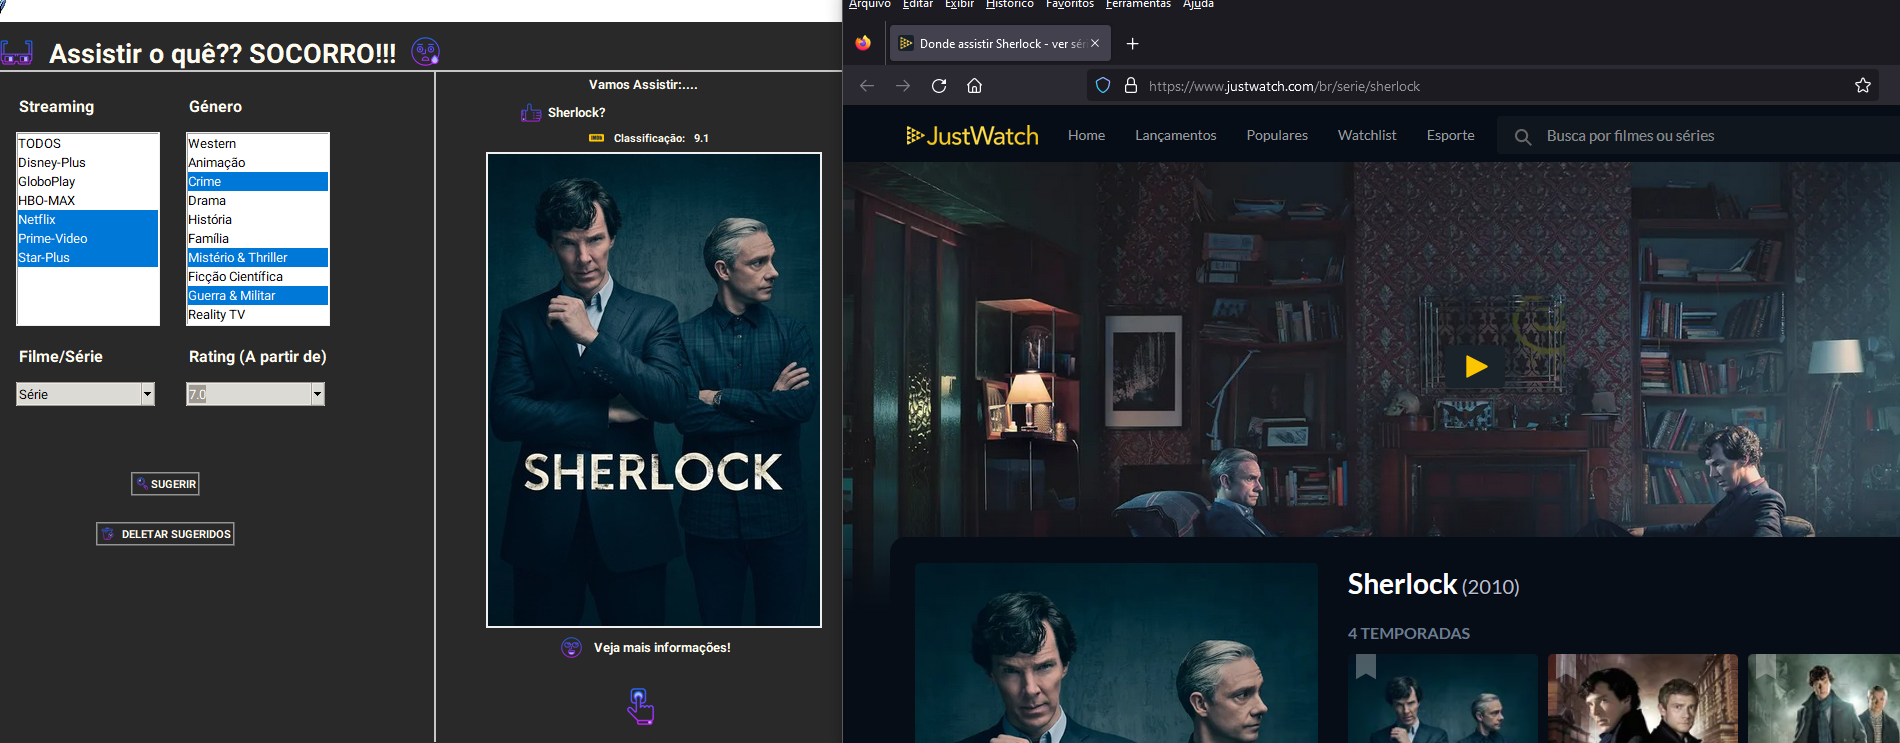 Assistir o quê?? SOCORRO!!!
Streaming
Género
TODOS
Disney-Plus
GloboPlay
HBO-MAX
Netflix
Prime-Video
Star-Plus
Western
Animação
Crime
Drama
História
Família
Mistério & Thriller
Ficção Científica
Guerra & Militar
Reality TV
Filme/Série
Rating (A partir de)
Série
7.0
SUGERIR
DELETAR SUGERIDOS
Vamos Assistir:....
Sherlock?
IMDb Classificação: 9.1
SHERLOCK
Veja mais informações!
Arquivo Editar Exibir Histórico Favoritos Ferramentas Ajuda
Donde assistir Sherlock - ver séri
https://www.justwatch.com/br/serie/sherlock
JustWatch Home Lançamentos Populares Watchlist Esporte Busca por filmes ou séries
Sherlock (2010)
4 TEMPORADAS